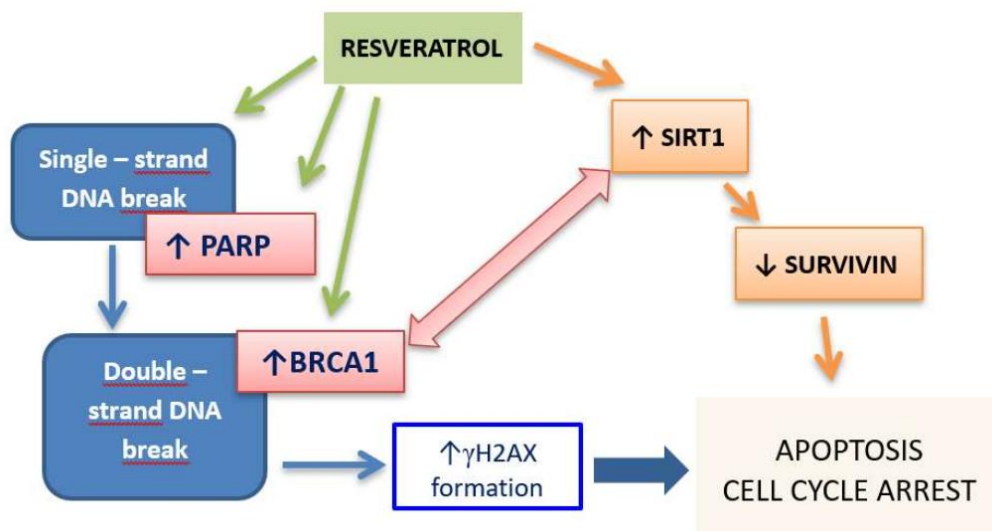 RESVERATROL
Single – strand
DNA break
↑ PARP
↑ SIRT1
↓ SURVIVIN
Double –
strand DNA
break
↑BRCA1
↑γH2AX
formation
APOPTOSIS
CELL CYCLE ARREST